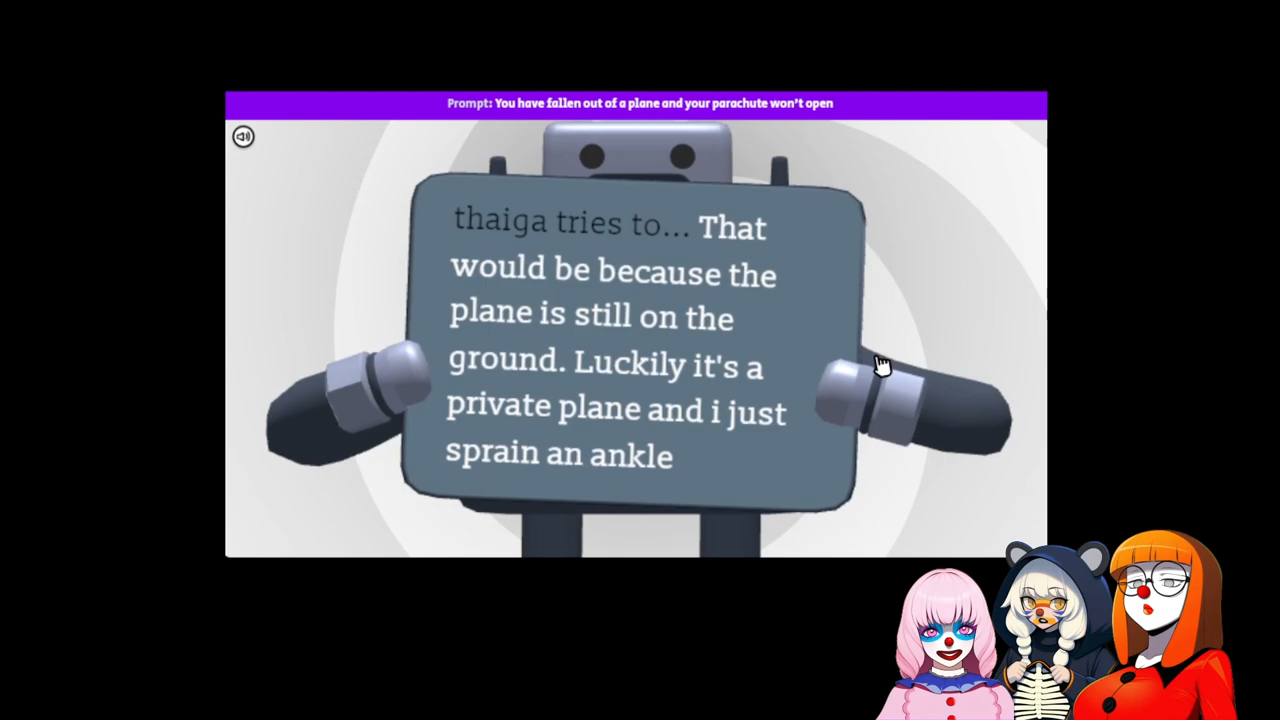 Prompt: You have fallen out of a plane and your parachute won't open
thaiga tries to... That
would be because the
plane is still on the
ground. Luckily it's a
private plane and i just
sprain an ankle